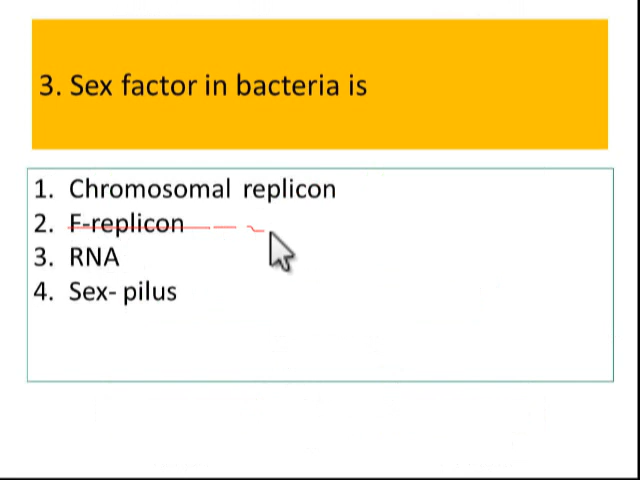 3. Sex factor in bacteria is
1. Chromosomal replicon
2. F-replicon
3. RNA
4. Sex- pilus